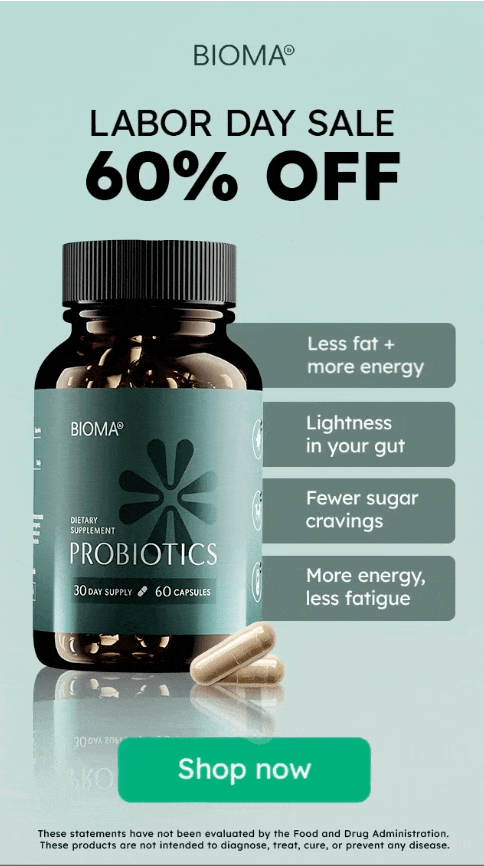 BIOMA®
LABOR DAY SALE
60% OFF
Less fat +
more energy
Lightness
in your gut
Fewer sugar
cravings
More energy,
less fatigue
BIOMA®
DIETARY
SUPPLEMENT
PROBIOTICS
30 DAY SUPPLY 60 CAPSULES
Shop now
These statements have not been evaluated by the Food and Drug Administration.
These products are not intended to diagnose, treat, cure, or prevent any disease.